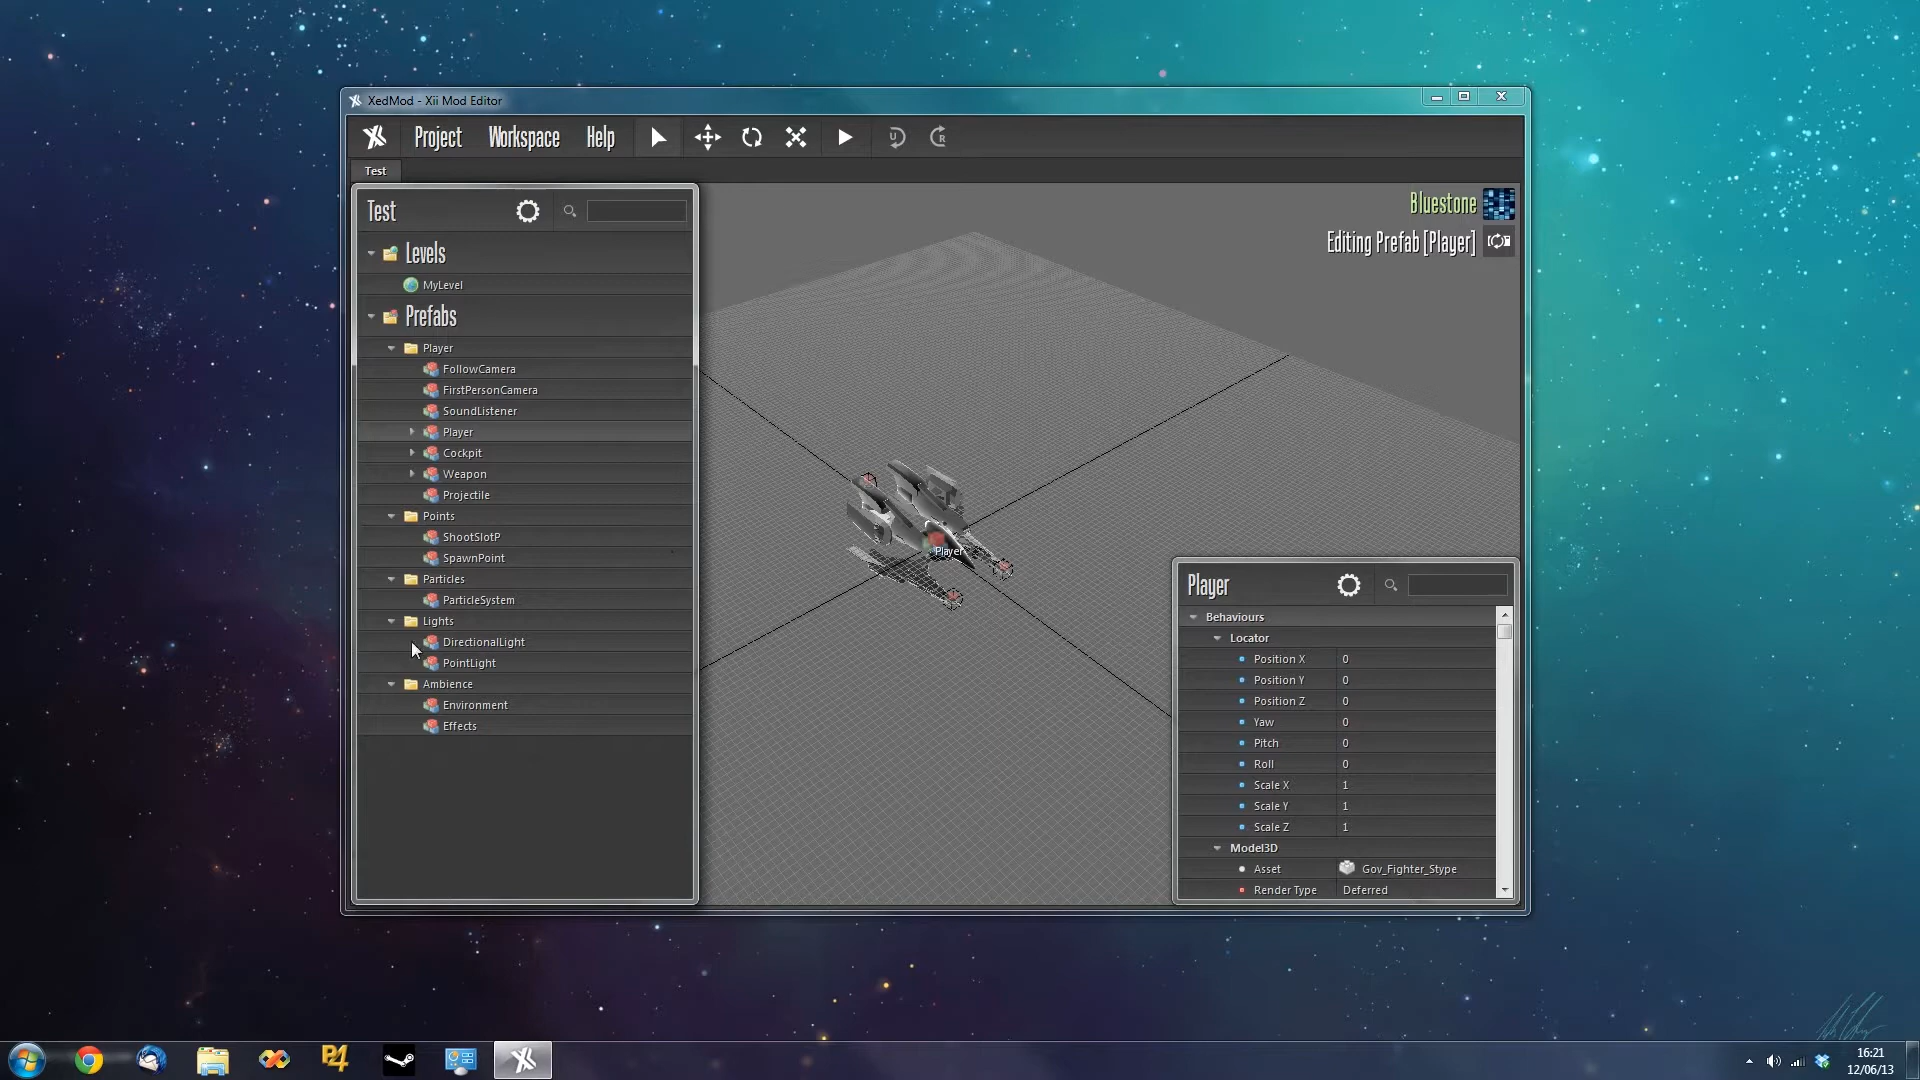 XedMod - Xii Mod Editor
Project Workspace Help
Test
Test
Levels
MyLevel
Prefabs
Player
FollowCamera
FirstPersonCamera
SoundListener
Player
Cockpit
Weapon
Projectile
Points
ShootSlotP
SpawnPoint
Particles
ParticleSystem
Lights
DirectionalLight
PointLight
Ambience
Environment
Effects
Bluestone
Editing Prefab [Player]
Player
Player
Behaviours
Locator
Position X 0
Position Y 0
Position Z 0
Yaw 0
Pitch 0
Roll 0
Scale X 1
Scale Y 1
Scale Z 1
Model3D
Asset Gov_Fighter_Stype
Render Type Deferred
P4
16:21
12/06/13